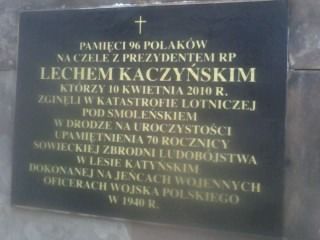 PAMIĘCI 96 POLAKÓW
NA CZELE Z PREZYDENTEM RP
LECHEM KACZYŃSKIM
KTÓRZY 10 KWIETNIA 2010 R.
ZGINĘLI W KATASTROFIE LOTNICZEJ
POD SMOLEŃSKIEM
W DRODZE NA UROCZYSTOŚCI
UPAMIĘTNIENIA 70 ROCZNICY
SOWIECKIEJ ZBRODNI LUDOBÓJSTWA
W LESIE KATYŃSKIM
DOKONANEJ NA JEŃCACH WOJENNYCH
OFICERACH WOJSKA POLSKIEGO
W 1940 R.